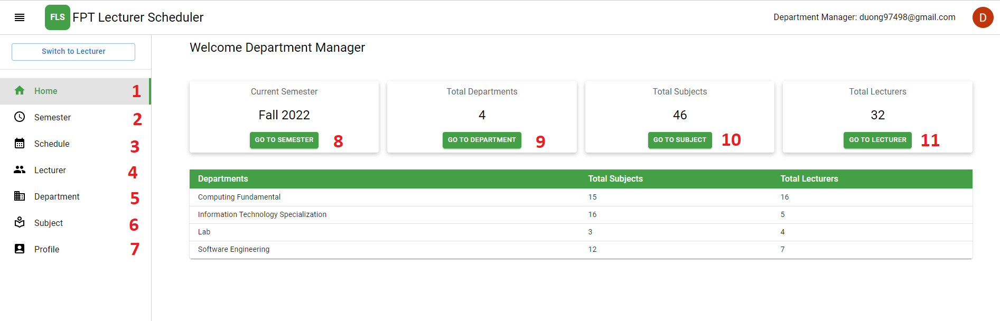 FLS FPT Lecturer Scheduler
Department Manager: duong97498@gmail.com D
Switch to Lecturer
Home 1
Semester 2
Schedule 3
Lecturer 4
Department 5
Subject 6
Profile 7
Welcome Department Manager
Current Semester
Fall 2022
GO TO SEMESTER 8
Total Departments
4
GO TO DEPARTMENT 9
Total Subjects
46
GO TO SUBJECT 10
Total Lecturers
32
GO TO LECTURER 11
Departments Total Subjects Total Lecturers
Computing Fundamental 15 16
Information Technology Specialization 16 5
Lab 3 4
Software Engineering 12 7